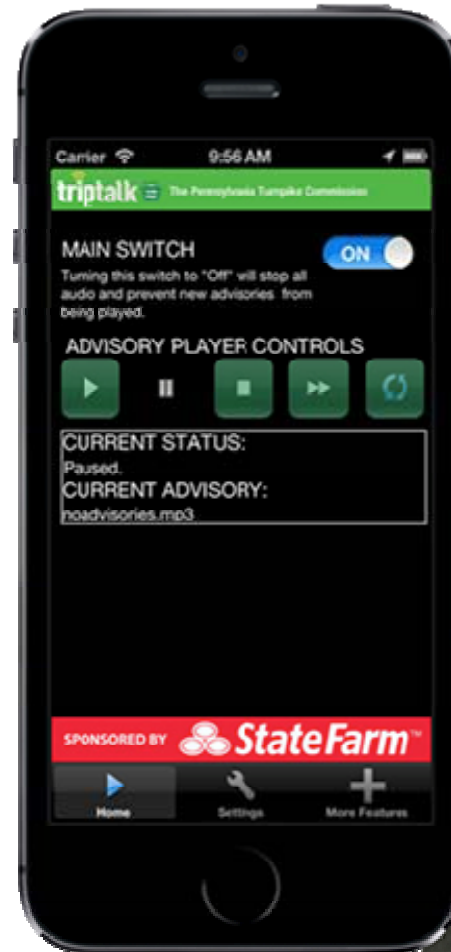 Carrier 9:56 AM
triptalk The Pennsylvania Turnpike Commission
MAIN SWITCH
ON
Turning this switch to "Off" will stop all
audo and prevent new advisories from
being played.
ADVISORY PLAYER CONTROLS
CURRENT STATUS:
Paused.
CURRENT ADVISORY:
noadvisories.mp3
SPONSORED BY StateFarm™
Home Settings More Features